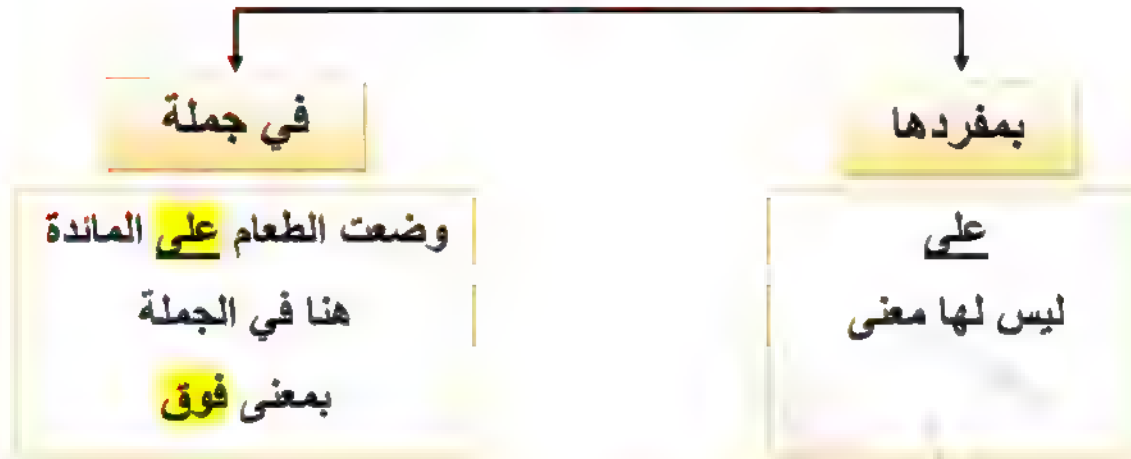 بمفردها
على
ليس لها معنى
في جملة
وضعت الطعام على المائدة
هنا في الجملة
بمعنى فوق